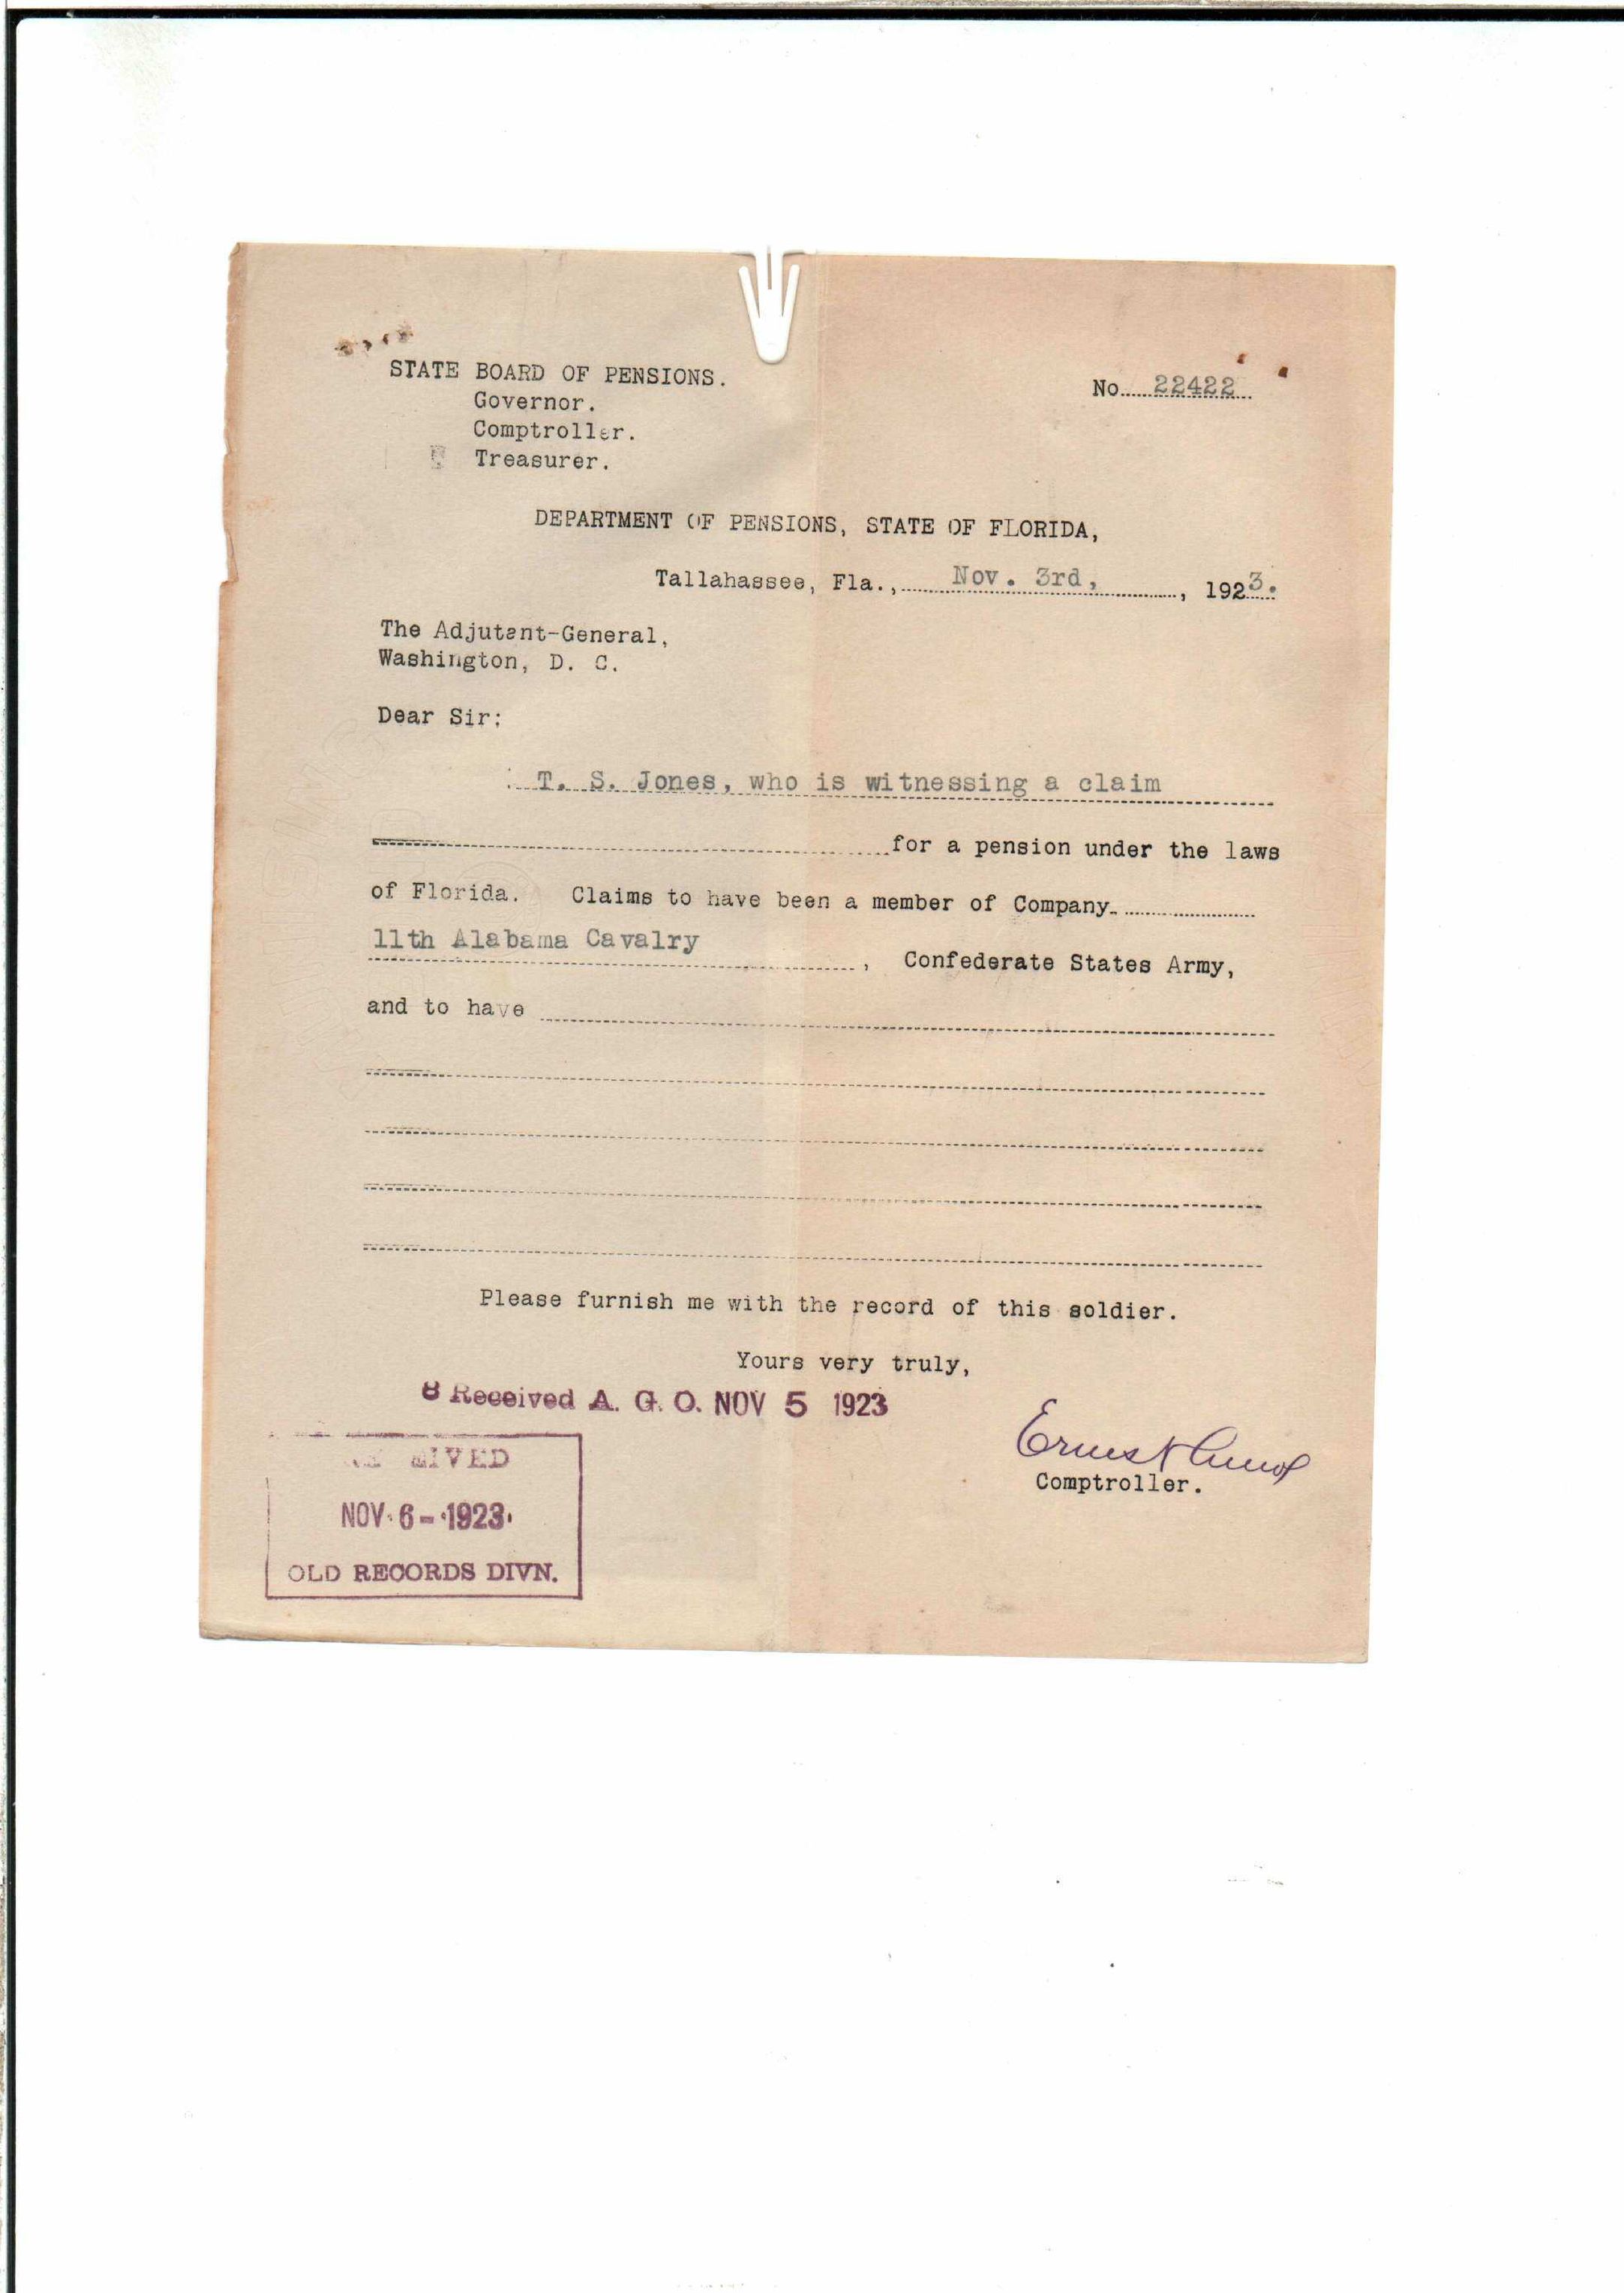 STATE BOARD OF PENSIONS.
Governor.
Comptroller.
Treasurer.
No. 22422
DEPARTMENT OF PENSIONS, STATE OF FLORIDA,
Tallahassee, Fla., Nov. 3rd, , 1923.
The Adjutant-General,
Washington, D. C.
Dear Sir:
T. S. Jones, who is witnessing a claim
for a pension under the laws
of Florida. Claims to have been a member of Company
11th Alabama Cavalry , Confederate States Army,
and to have
Please furnish me with the record of this soldier.
Yours very truly,
8 Received A. G. O. NOV 5 1923
Ernest Amos
Comptroller.
NOV 6 - 1923
OLD RECORDS DIVN.